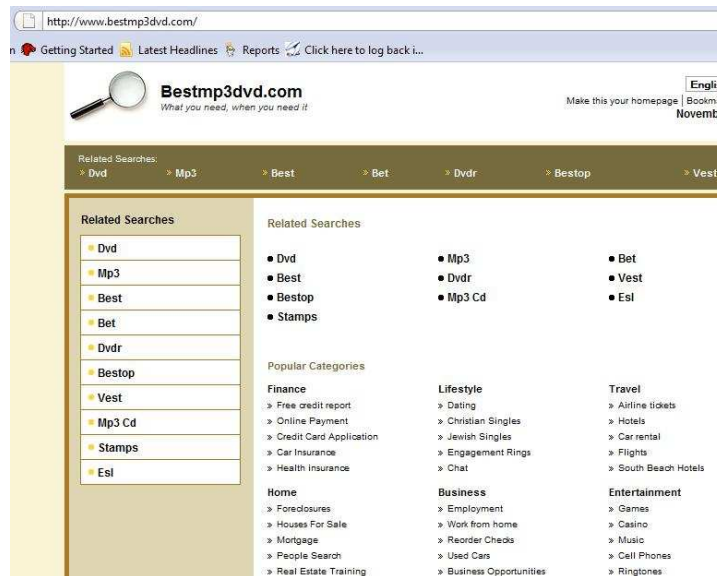 http://www.bestmp3dvd.com/
n Getting Started Latest Headlines Reports Click here to log back i...
Bestmp3dvd.com
What you need, when you need it
Engli
Make this your homepage | Bookma
Novemb
Related Searches:
» Dvd » Mp3 » Best » Bet » Dvdr » Bestop » Vest
Related Searches
Dvd
Mp3
Best
Bet
Dvdr
Bestop
Vest
Mp3 Cd
Stamps
Esl
Related Searches
• Dvd • Mp3 • Bet
• Best • Dvdr • Vest
• Bestop • Mp3 Cd • Esl
• Stamps
Popular Categories
Finance Lifestyle Travel
» Free credit report » Dating » Airline tickets
» Online Payment » Christian Singles » Hotels
» Credit Card Application » Jewish Singles » Car rental
» Car Insurance » Engagement Rings » Flights
» Health insurance » Chat » South Beach Hotels
Home Business Entertainment
» Foreclosures » Employment » Games
» Houses For Sale » Work from home » Casino
» Mortgage » Reorder Checks » Music
» People Search » Used Cars » Cell Phones
» Real Estate Training » Business Opportunities » Ringtones